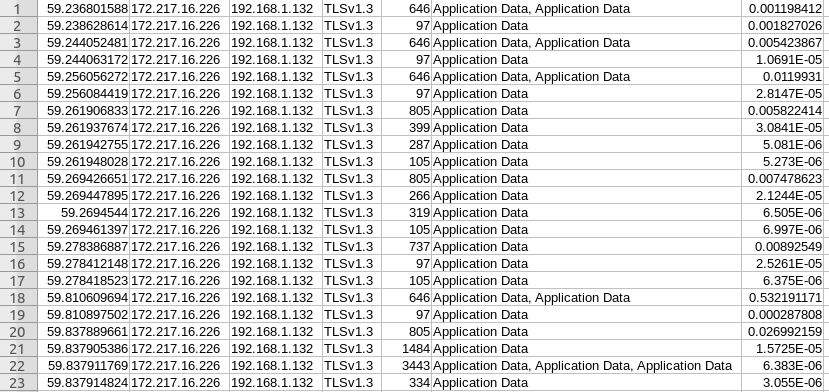 1 59.236801588 172.217.16.226 192.168.1.132 TLSv1.3 646 Application Data, Application Data 0.001198412
2 59.238628614 172.217.16.226 192.168.1.132 TLSv1.3 97 Application Data 0.001827026
3 59.244052481 172.217.16.226 192.168.1.132 TLSv1.3 646 Application Data, Application Data 0.005423867
4 59.244063172 172.217.16.226 192.168.1.132 TLSv1.3 97 Application Data 1.0691E-05
5 59.256056272 172.217.16.226 192.168.1.132 TLSv1.3 646 Application Data, Application Data 0.0119931
6 59.256084419 172.217.16.226 192.168.1.132 TLSv1.3 97 Application Data 2.8147E-05
7 59.261906833 172.217.16.226 192.168.1.132 TLSv1.3 805 Application Data 0.005822414
8 59.261937674 172.217.16.226 192.168.1.132 TLSv1.3 399 Application Data 3.0841E-05
9 59.261942755 172.217.16.226 192.168.1.132 TLSv1.3 287 Application Data 5.081E-06
10 59.261948028 172.217.16.226 192.168.1.132 TLSv1.3 105 Application Data 5.273E-06
11 59.269426651 172.217.16.226 192.168.1.132 TLSv1.3 805 Application Data 0.007478623
12 59.269447895 172.217.16.226 192.168.1.132 TLSv1.3 266 Application Data 2.1244E-05
13 59.2694544 172.217.16.226 192.168.1.132 TLSv1.3 319 Application Data 6.505E-06
14 59.269461397 172.217.16.226 192.168.1.132 TLSv1.3 105 Application Data 6.997E-06
15 59.278386887 172.217.16.226 192.168.1.132 TLSv1.3 737 Application Data 0.00892549
16 59.278412148 172.217.16.226 192.168.1.132 TLSv1.3 97 Application Data 2.5261E-05
17 59.278418523 172.217.16.226 192.168.1.132 TLSv1.3 105 Application Data 6.375E-06
18 59.810609694 172.217.16.226 192.168.1.132 TLSv1.3 646 Application Data, Application Data 0.532191171
19 59.810897502 172.217.16.226 192.168.1.132 TLSv1.3 97 Application Data 0.000287808
20 59.837889661 172.217.16.226 192.168.1.132 TLSv1.3 805 Application Data 0.026992159
21 59.837905386 172.217.16.226 192.168.1.132 TLSv1.3 1484 Application Data 1.5725E-05
22 59.837911769 172.217.16.226 192.168.1.132 TLSv1.3 3443 Application Data, Application Data, Application Data 6.383E-06
23 59.837914824 172.217.16.226 192.168.1.132 TLSv1.3 334 Application Data 3.055E-06